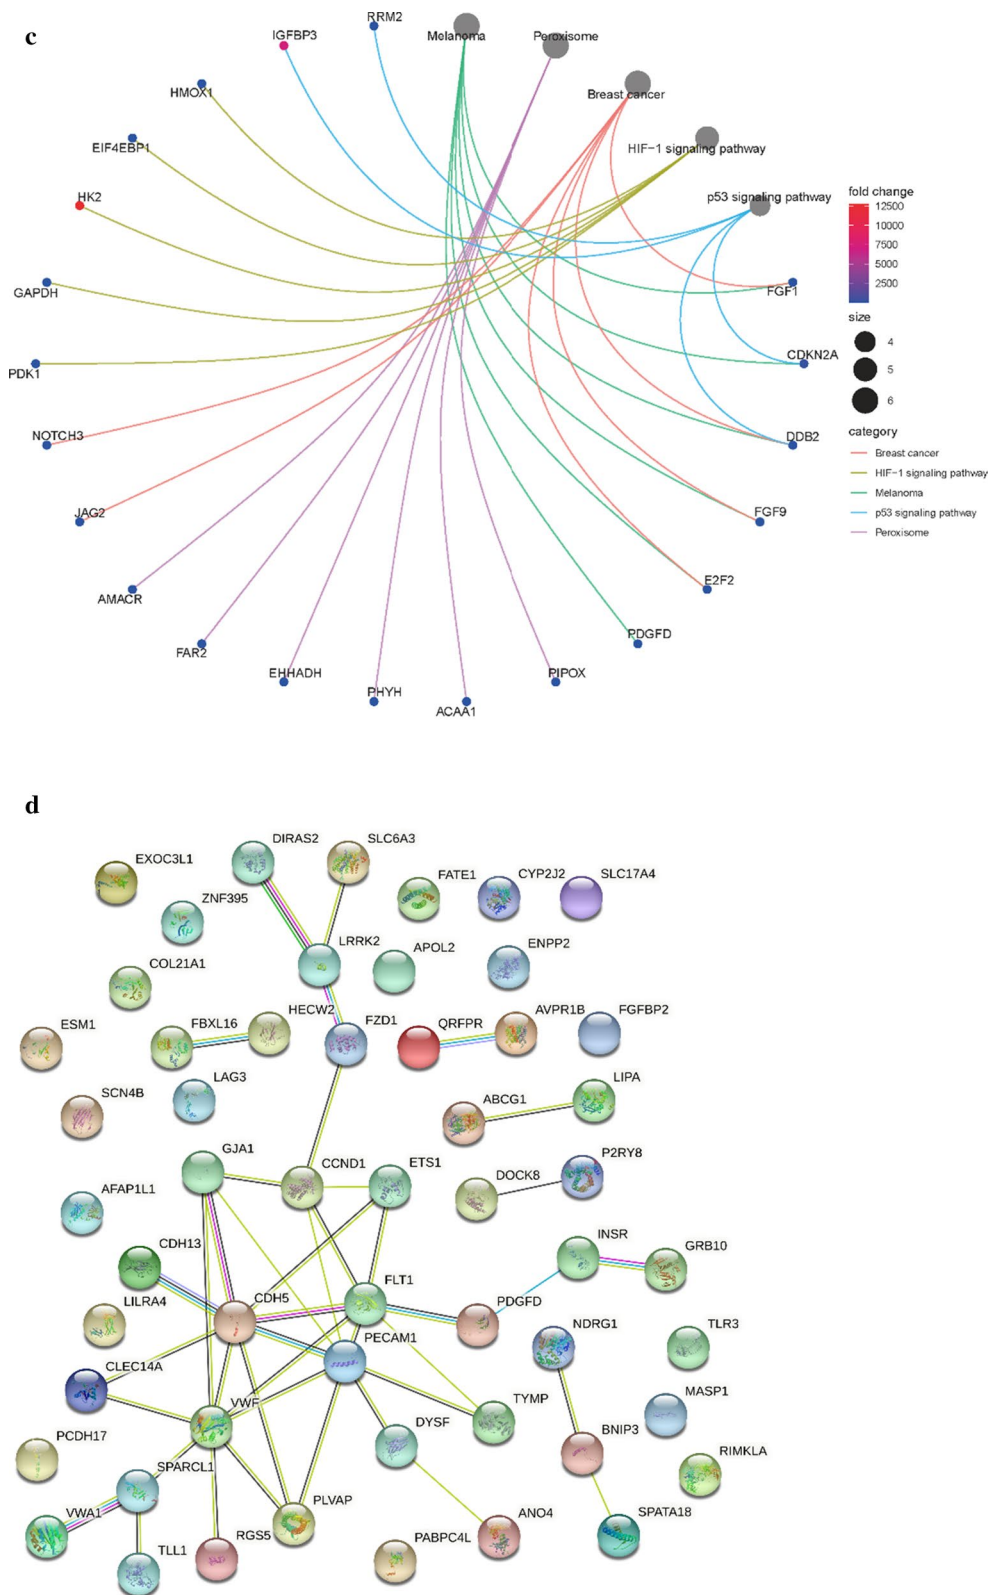 c
RRM2
IGFBP3
Melanoma
Peroxisome
HMOX1
Breast cancer
EIF4EBP1
HIF-1 signaling pathway
HK2
p53 signaling pathway
fold change
12500
10000
7500
5000
2500
GAPDH
FGF1
size
4
5
6
PDK1
CDKN2A
NOTCH3
DDB2
category
Breast cancer
HIF-1 signaling pathway
Melanoma
p53 signaling pathway
Peroxisome
JAG2
FGF9
AMACR
E2F2
FAR2
PDGFD
EHHADH
PIPOX
PHYH
ACAA1
d
DIRAS2
SLC6A3
EXOC3L1
FATE1
CYP2J2
SLC17A4
ZNF395
LRRK2
APOL2
ENPP2
COL21A1
HECW2
ESM1
FBXL16
FZD1
QRFPR
AVPR1B
FGFBP2
LAG3
LIPA
SCN4B
ABCG1
GJA1
CCND1
ETS1
P2RY8
DOCK8
AFAP1L1
INSR
GRB10
CDH13
FLT1
LILRA4
CDH5
PDGFD
NDRG1
TLR3
PECAM1
CLEC14A
MASP1
VWF
TYMP
DYSF
BNIP3
PCDH17
RIMKLA
SPARCL1
PLVAP
VWA1
RGS5
ANO4
SPATA18
TLL1
PABPC4L